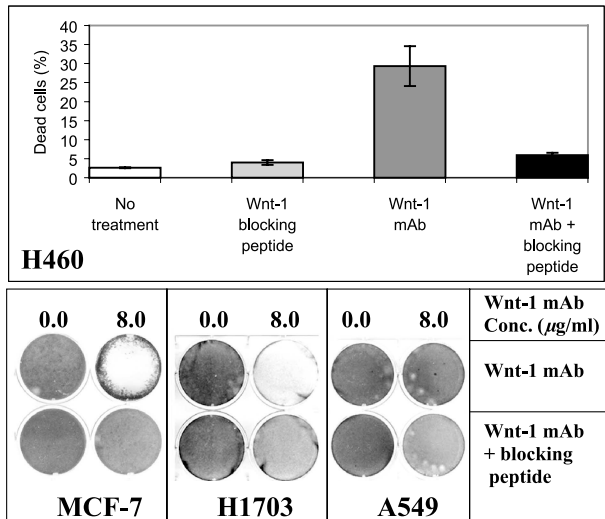 40
35
30
25
20
15
10
5
0
Dead cells (%)
No treatment
Wnt-1 blocking peptide
Wnt-1 mAb
Wnt-1 mAb + blocking peptide
H460
0.0 8.0 0.0 8.0 0.0 8.0
Wnt-1 mAb
Conc. (µg/ml)
Wnt-1 mAb
Wnt-1 mAb
+ blocking
peptide
MCF-7 H1703 A549